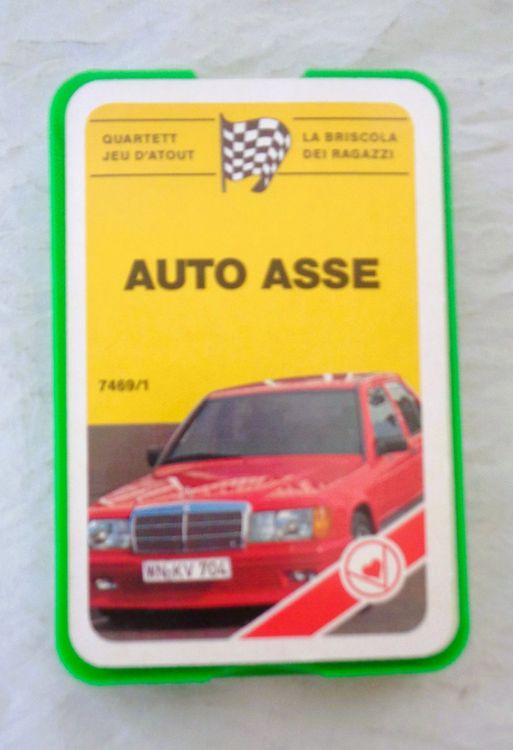 QUARTETT
JEU D'ATOUT
LA BRISCOLA
DEI RAGAZZI
AUTO ASSE
7469/1
WN-KV 704